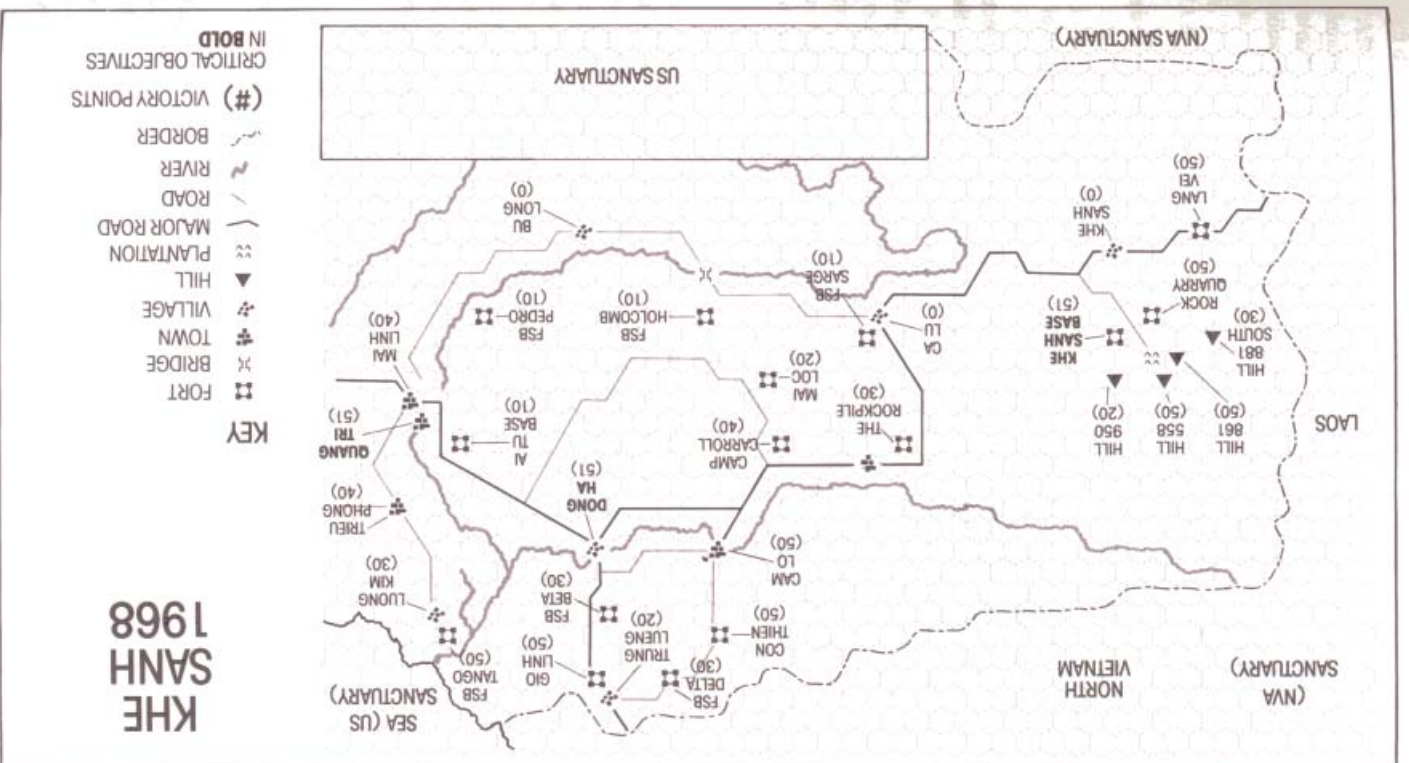 KHE
SANH
1968
(NVA
SANCTUARY)
NORTH
VIETNAM
SEA (US
SANCTUARY)
FSB
DELTA
(30)
CON
THIEN
(50)
TRUNG
LUENG
(20)
GIO
LINH
(50)
FSB
TANGO
(50)
LUONG
KIM
(30)
FSB
BETA
(30)
CAM
LO
(50)
TRIEU
PHONG
(40)
DONG
HA
(51)
LAOS
HILL
861
(50)
HILL
558
(50)
HILL
950
(20)
THE
ROCKPILE
(30)
CAMP
CARROLL
(40)
AI
TU
BASE
(10)
QUANG
TRI
(51)
HILL
881
SOUTH
(30)
ROCK
QUARRY
(50)
KHE
SANH
BASE
(51)
CA
LU
(0)
MAI
LOC
(20)
FSB
SARGE
(10)
FSB
HOLCOMB
(10)
FSB
PEDRO
(10)
MAI
LINH
(40)
LANG
VEI
(50)
KHE
SANH
(0)
BU
LONG
(0)
(NVA SANCTUARY)
US SANCTUARY
KEY
FORT
BRIDGE
TOWN
VILLAGE
HILL
PLANTATION
MAJOR ROAD
ROAD
RIVER
BORDER
(#) VICTORY POINTS
CRITICAL OBJECTIVES
IN BOLD